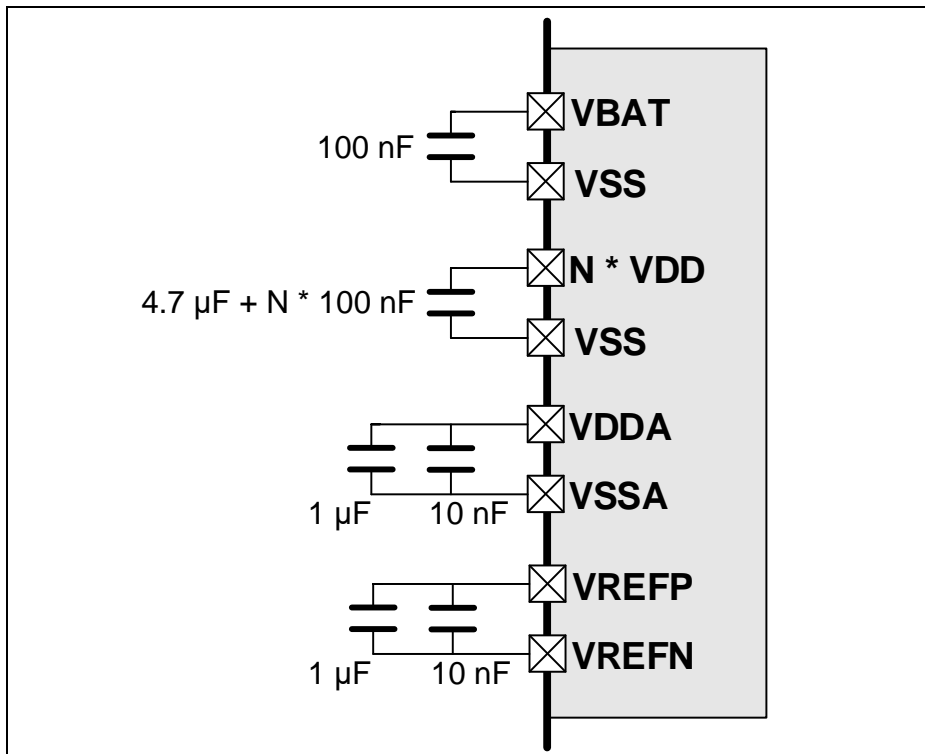 VBAT
100 nF
VSS
N * VDD
4.7 µF + N * 100 nF
VSS
VDDA
VSSA
1 µF 10 nF
VREFP
VREFN
1 µF 10 nF